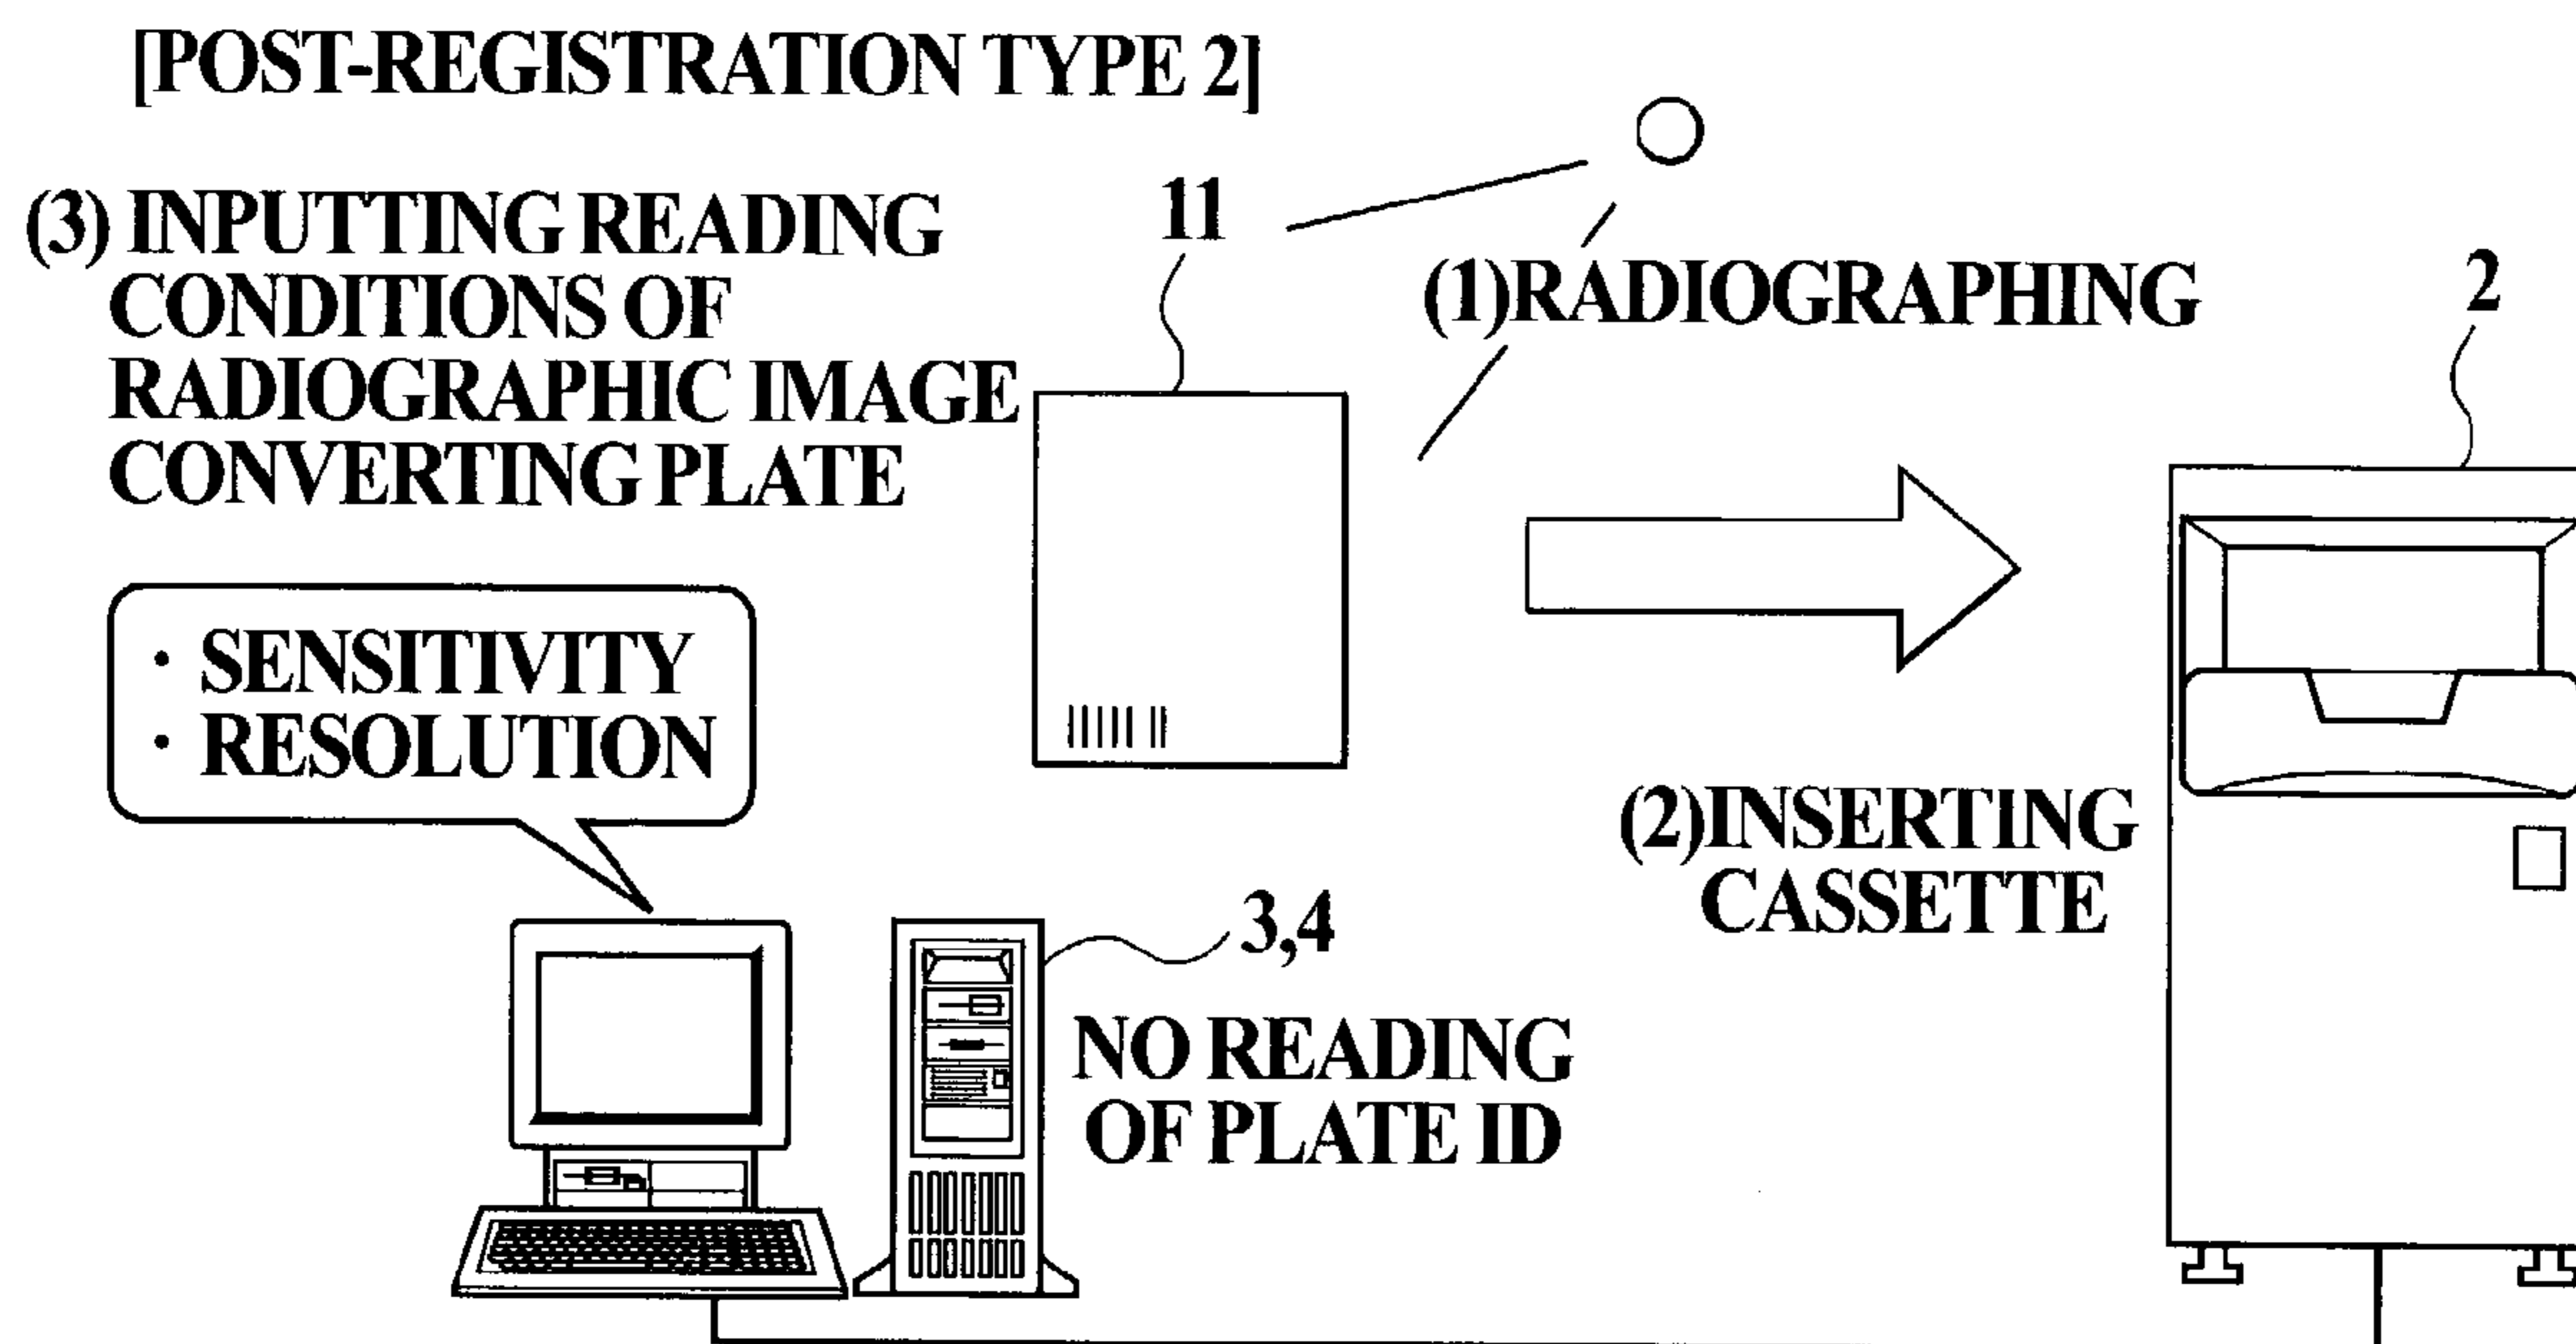 [POST-REGISTRATION TYPE 2]
(3) INPUTTING READING
CONDITIONS OF
RADIOGRAPHIC IMAGE
CONVERTING PLATE
11
(1)RADIOGRAPHING
2
· SENSITIVITY
· RESOLUTION
(2)INSERTING
CASSETTE
3,4
NO READING
OF PLATE ID